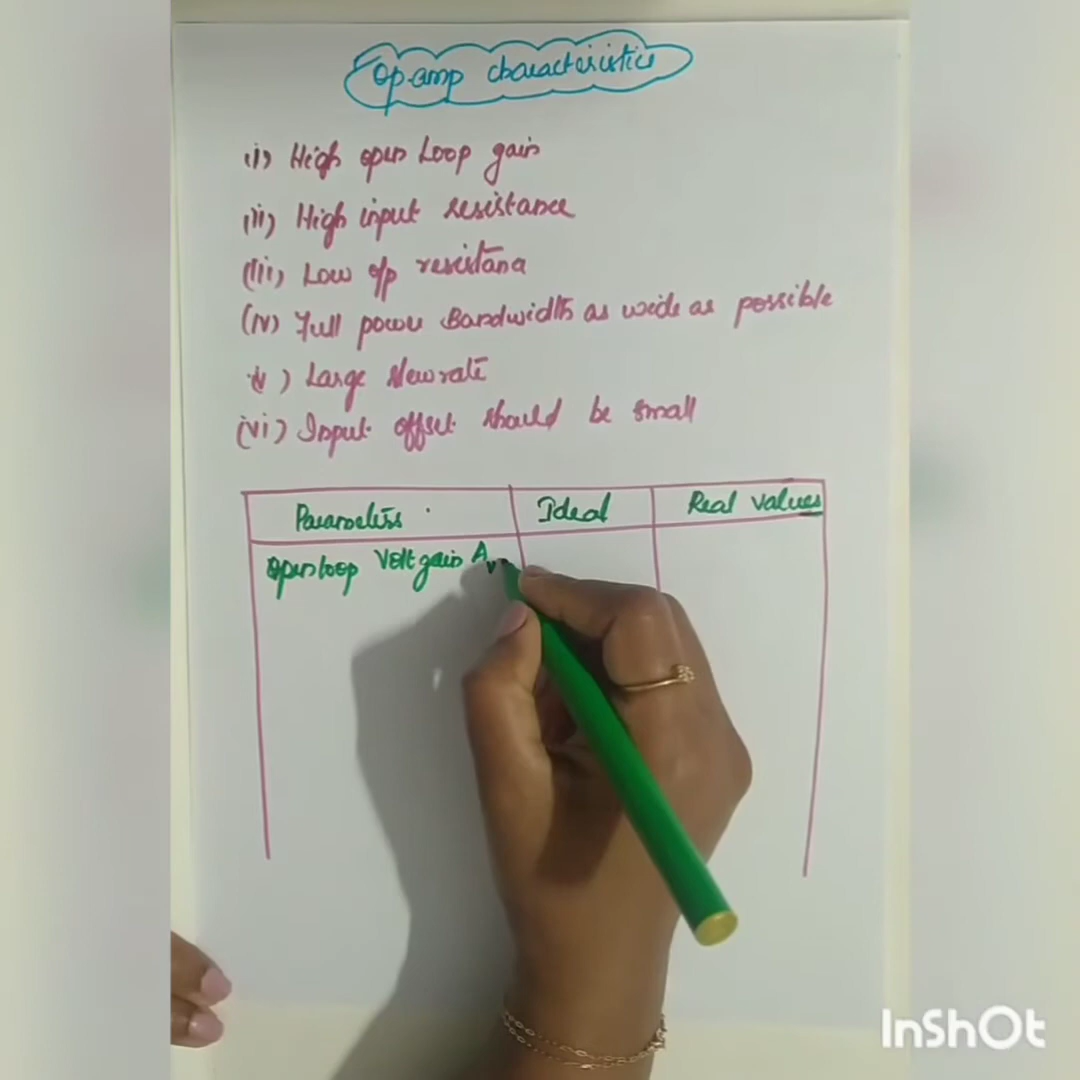 Op-amp characteristics
(i) High open Loop gain
(ii) High input resistance
(iii) Low o/p resistana
(iv) Full power Bandwidth as wide as possible
v) Large slew rate
(vi) Input offset should be small
Parameters Ideal Real values
Open loop Volt gain Av
InShOt